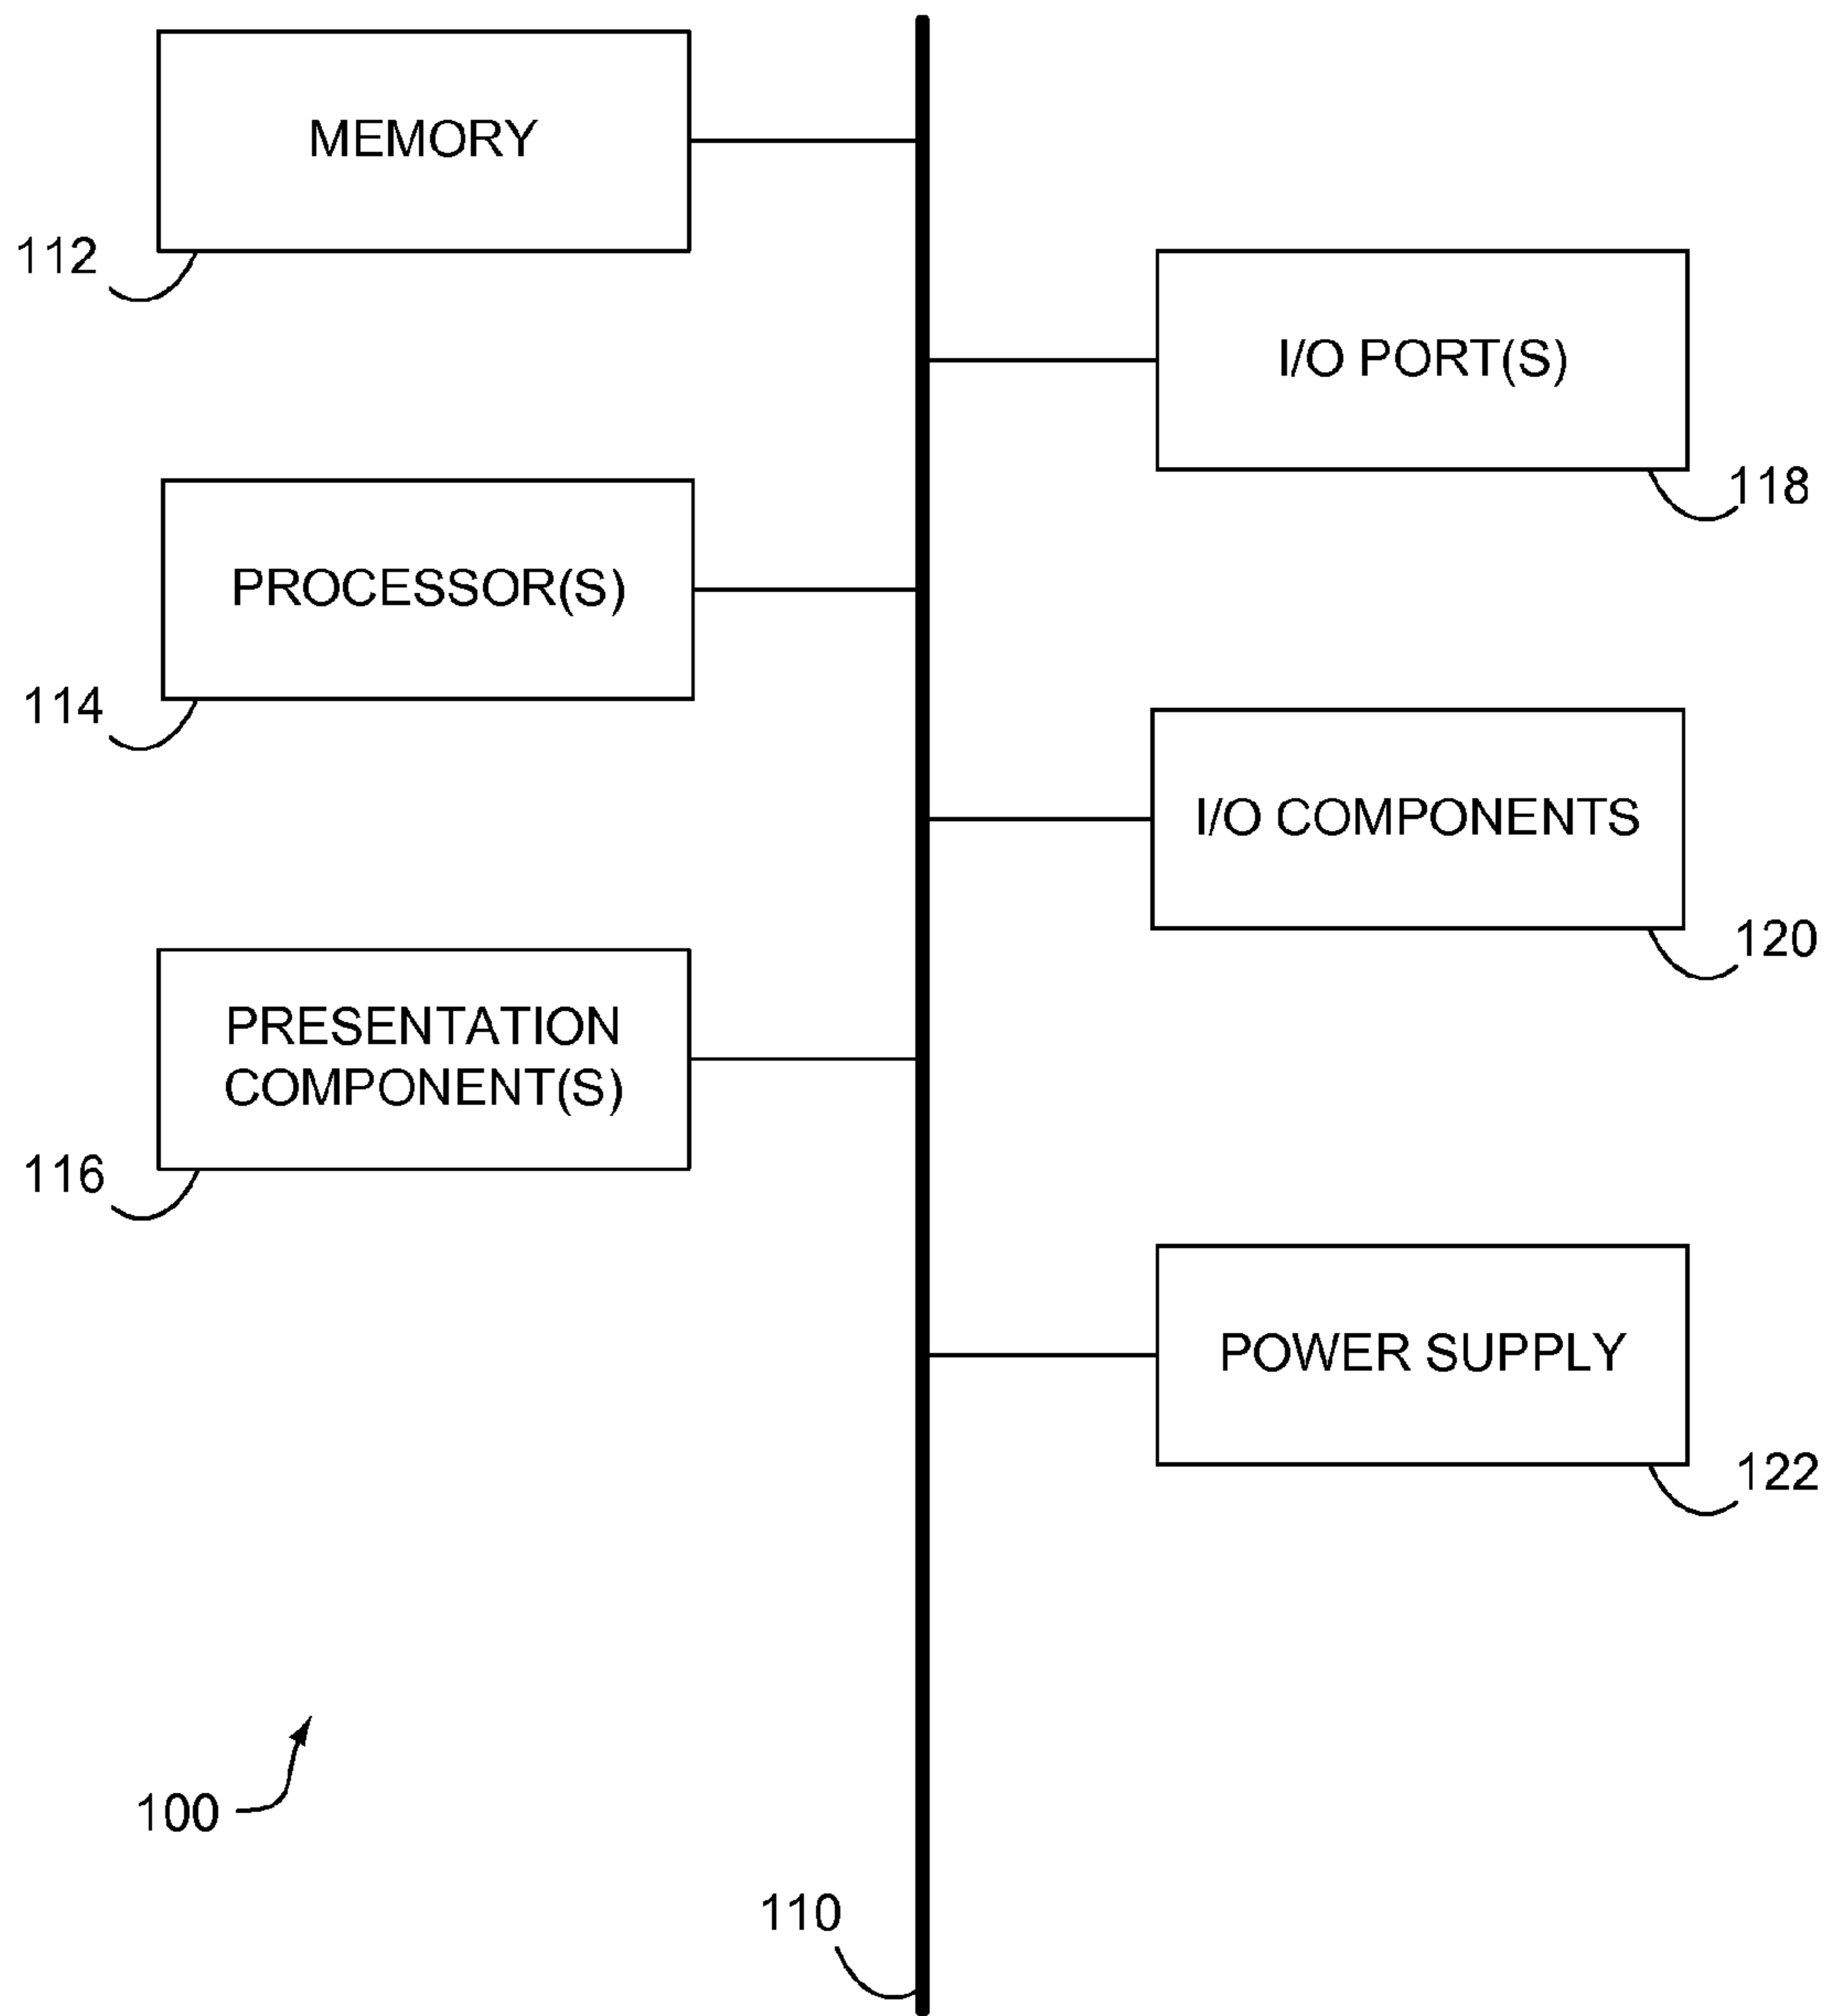 MEMORY
112
I/O PORT(S)
118
PROCESSOR(S)
114
I/O COMPONENTS
120
PRESENTATION
COMPONENT(S)
116
POWER SUPPLY
122
100
110